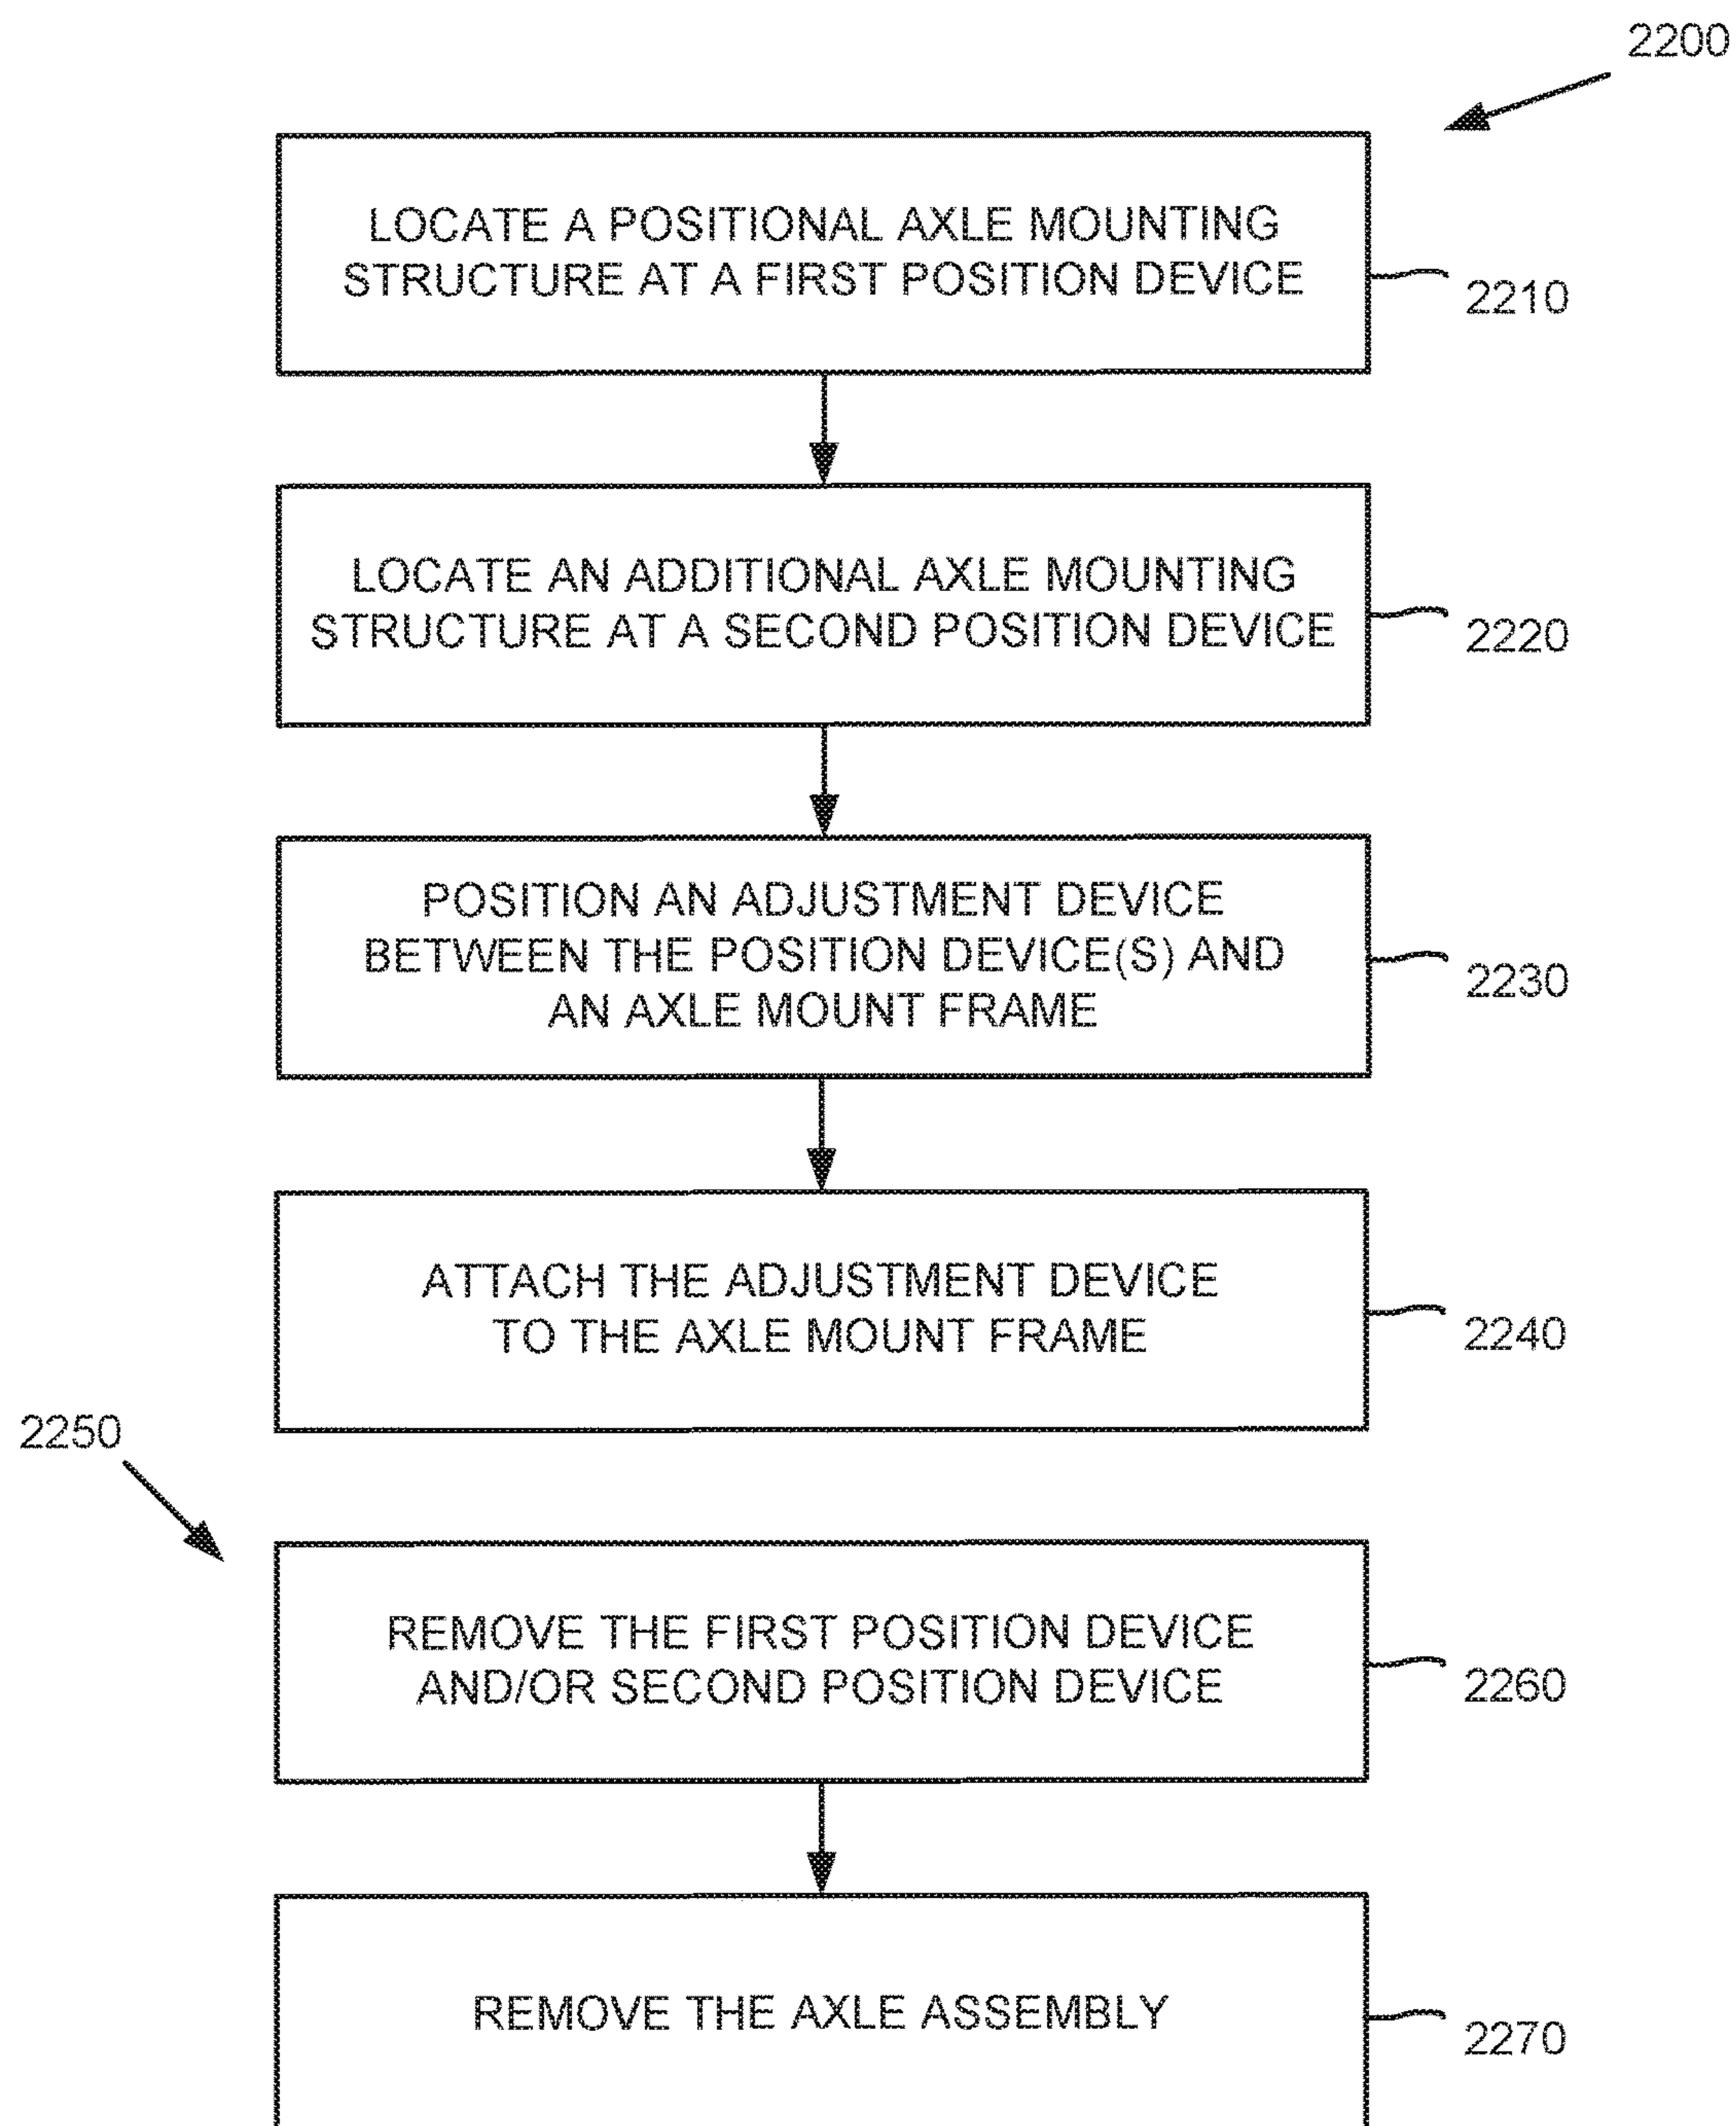 2200
LOCATE A POSITIONAL AXLE MOUNTING
STRUCTURE AT A FIRST POSITION DEVICE
2210
LOCATE AN ADDITIONAL AXLE MOUNTING
STRUCTURE AT A SECOND POSITION DEVICE
2220
POSITION AN ADJUSTMENT DEVICE
BETWEEN THE POSITION DEVICE(S) AND
AN AXLE MOUNT FRAME
2230
ATTACH THE ADJUSTMENT DEVICE
TO THE AXLE MOUNT FRAME
2240
2250
REMOVE THE FIRST POSITION DEVICE
AND/OR SECOND POSITION DEVICE
2260
REMOVE THE AXLE ASSEMBLY
2270